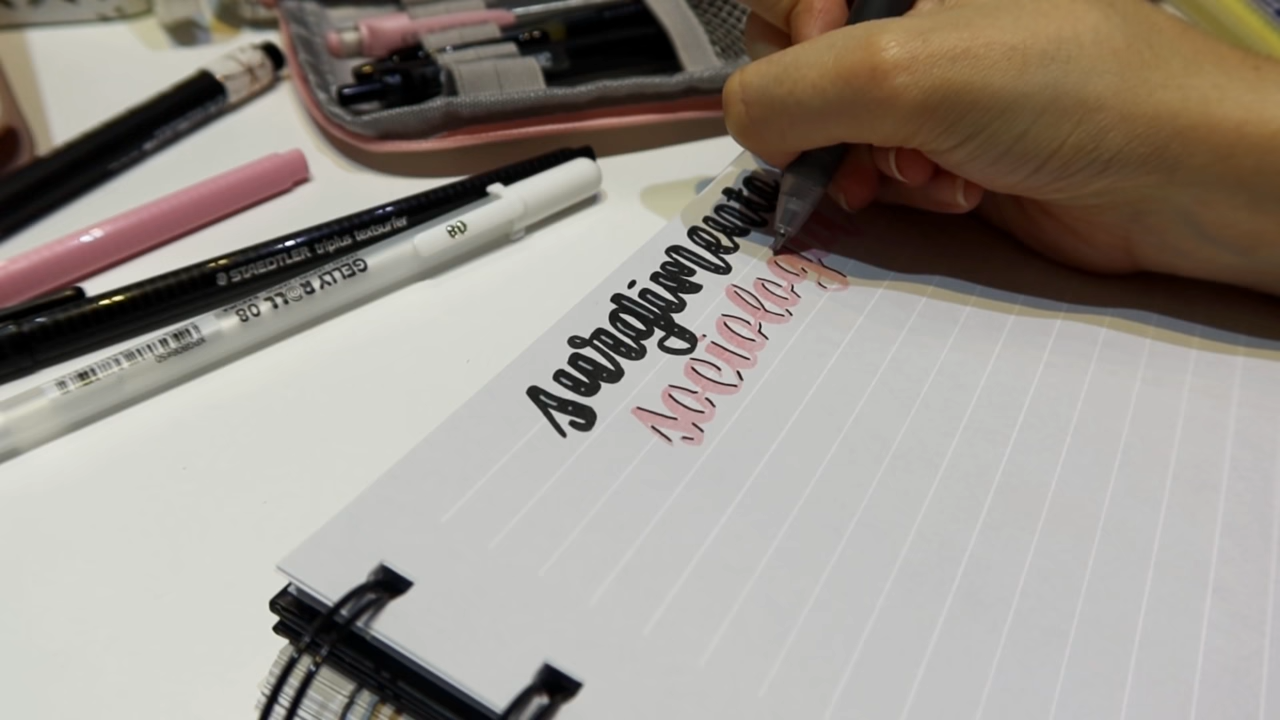 surgimento
sociolog
STAEDTLER triplus textsurfer
GELLY ROLL 08
08